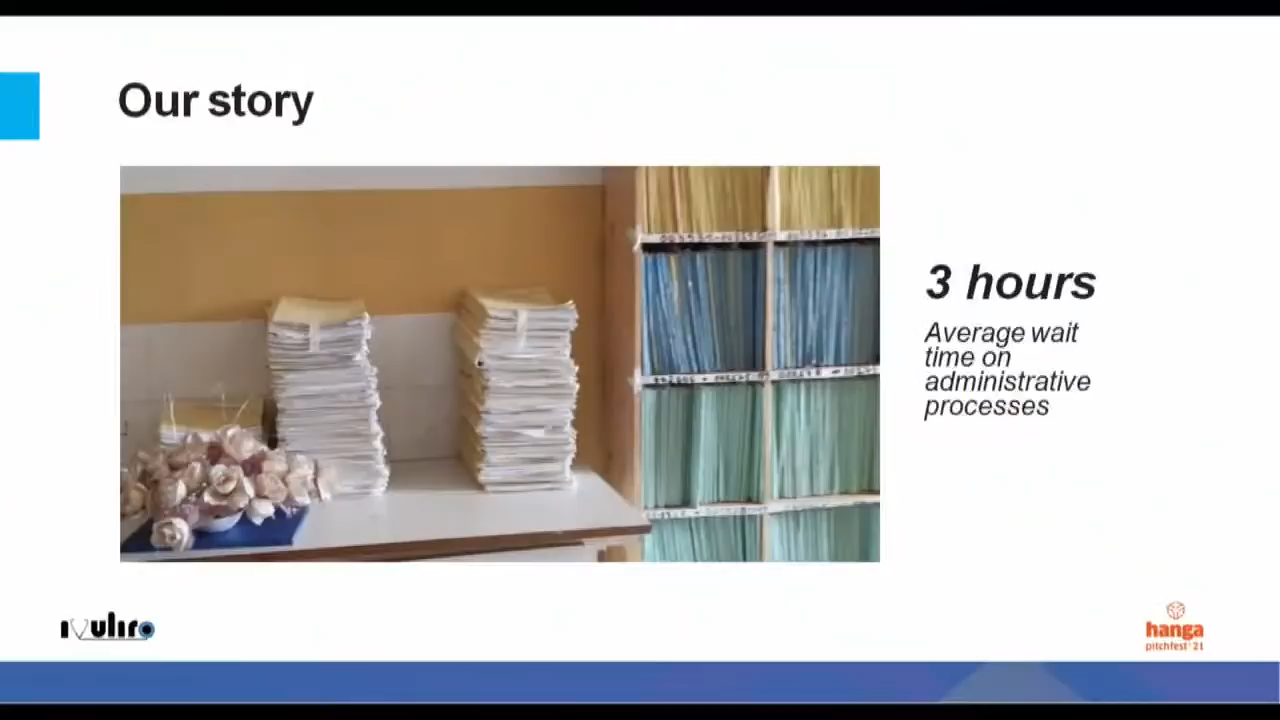 Our story
3 hours
Average wait
time on
administrative
processes
hanga
pitchfest '21